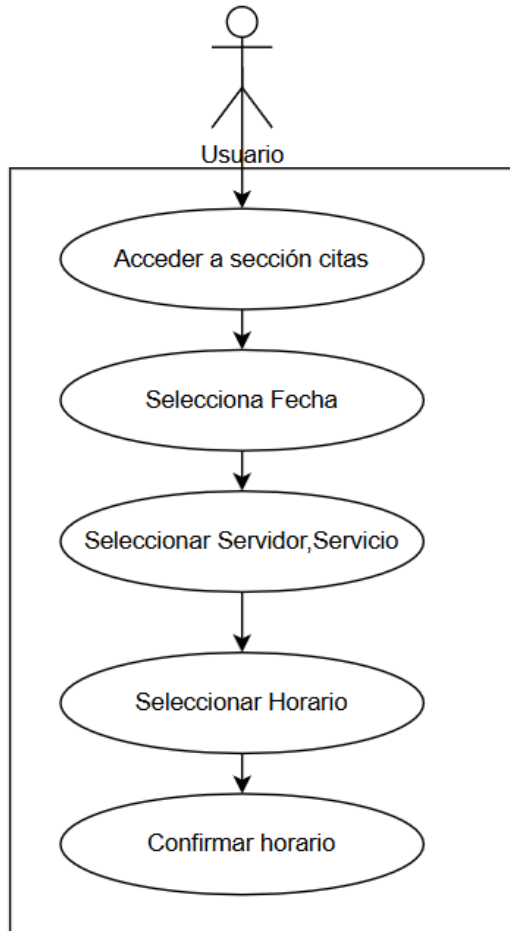 Usuario
Acceder a sección citas
Selecciona Fecha
Seleccionar Servidor,Servicio
Seleccionar Horario
Confirmar horario